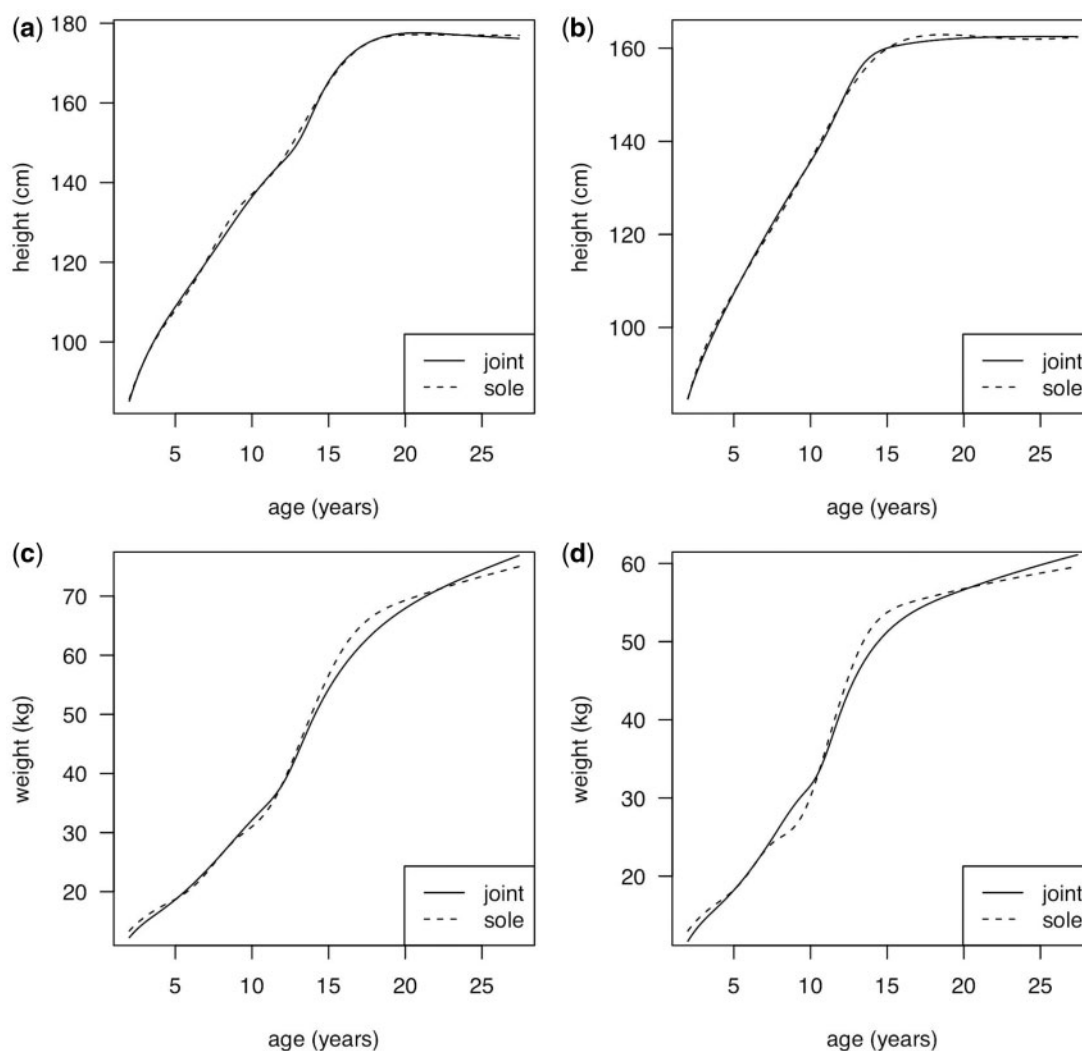 (a)
180
160
140
120
100
height (cm)
joint
sole
5 10 15 20 25
age (years)
(b)
160
140
120
100
height (cm)
joint
sole
5 10 15 20 25
age (years)
(c)
70
60
50
40
30
20
weight (kg)
joint
sole
5 10 15 20 25
age (years)
(d)
60
50
40
30
20
weight (kg)
joint
sole
5 10 15 20 25
age (years)